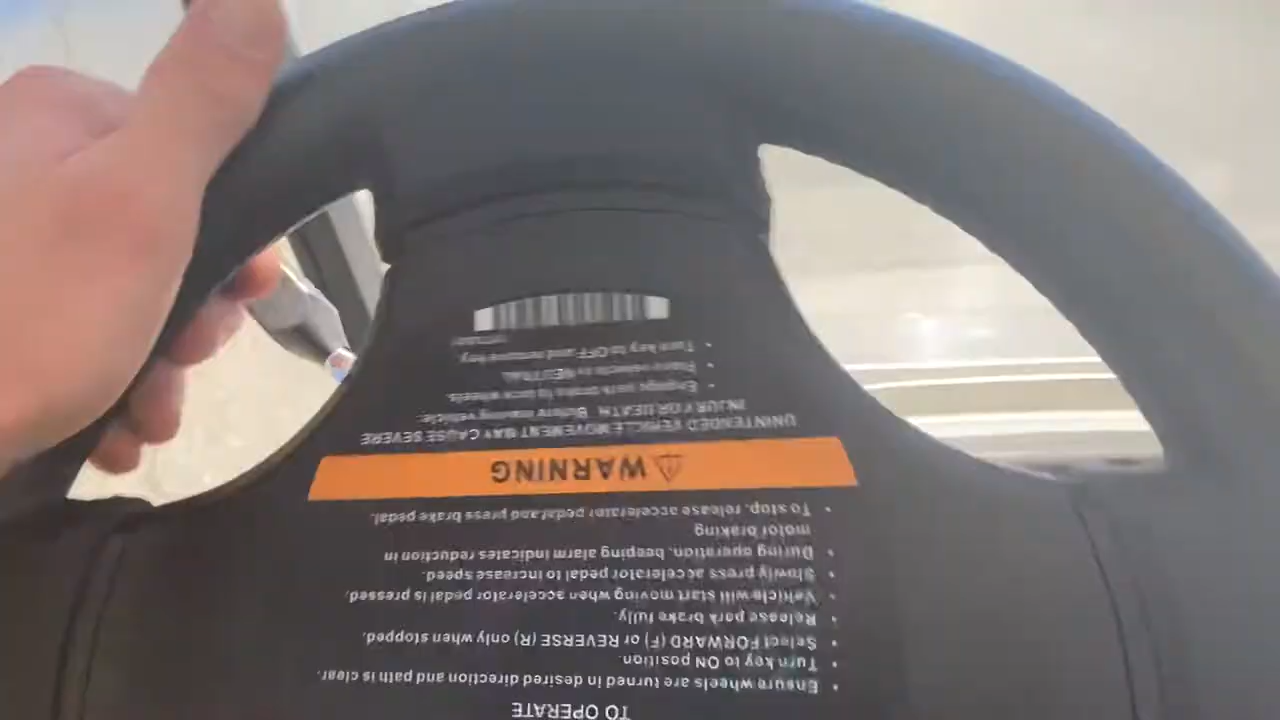 TO OPERATE
• Ensure wheels are turned in desired direction and path is clear.
• Turn key to ON position.
• Select FORWARD (F) or REVERSE (R) only when stopped.
• Release park brake fully.
• Vehicle will start moving when accelerator pedal is pressed.
• Slowly press accelerator pedal to increase speed.
• During operation, beeping alarm indicates reduction in
motor braking
• To stop, release accelerator pedal and press brake pedal.
WARNING
UNINTENDED VEHICLE MOVEMENT MAY CAUSE SEVERE
INJURY OR DEATH. Before leaving vehicle:
• Engage park brake to lock wheels.
• Place vehicle in NEUTRAL
• Turn key to OFF and remove key.